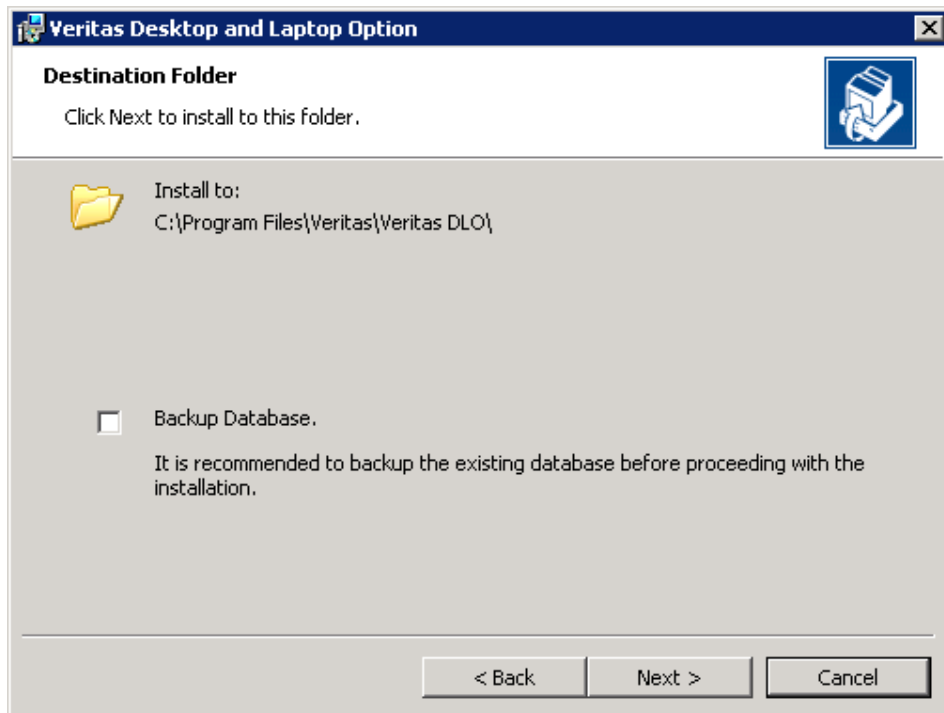 Veritas Desktop and Laptop Option
Destination Folder
Click Next to install to this folder.
Install to:
C:\Program Files\Veritas\Veritas DLO\
Backup Database.
It is recommended to backup the existing database before proceeding with the
installation.
< Back
Next >
Cancel